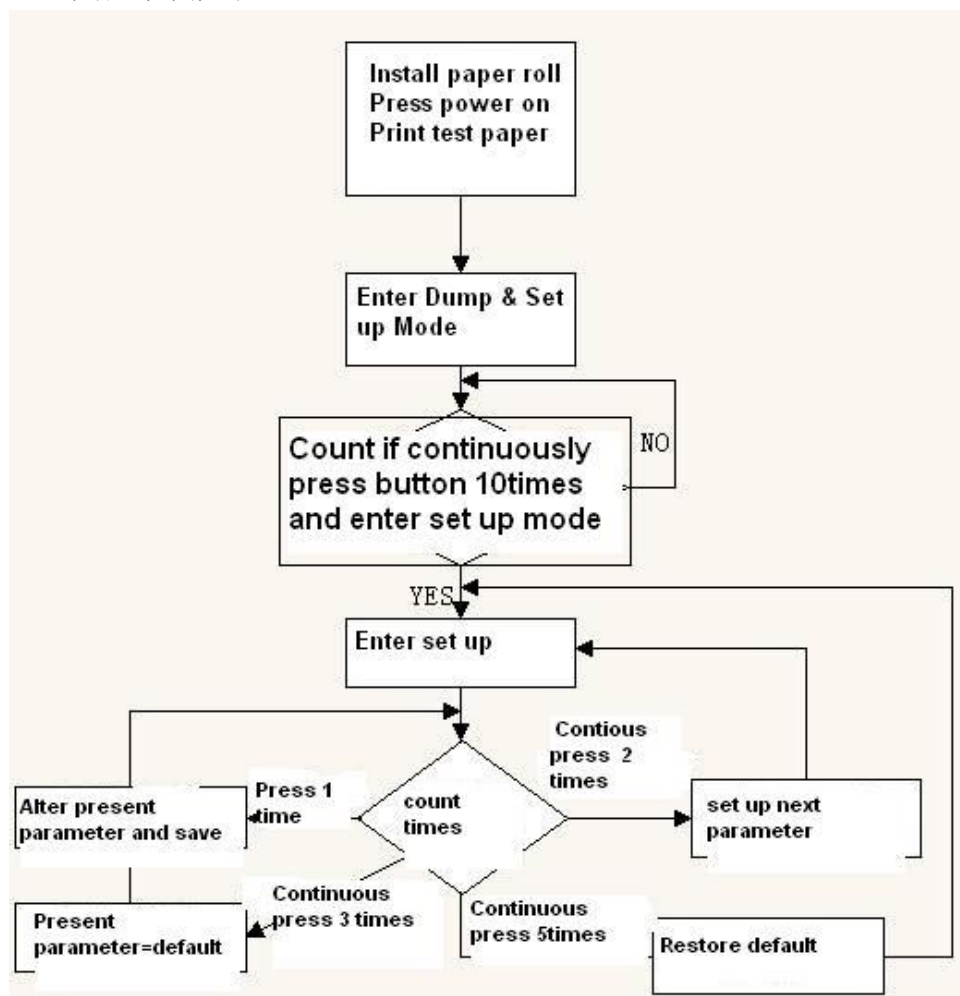 Install paper roll
Press power on
Print test paper
Enter Dump & Set
up Mode
Count if continuously
press button 10times
and enter set up mode
NO
YES
Enter set up
Contious
press 2
times
Press 1
time
count
times
Alter present
parameter and save
set up next
parameter
Continuous
press 3 times
Continuous
press 5times
Present
parameter=default
Restore default